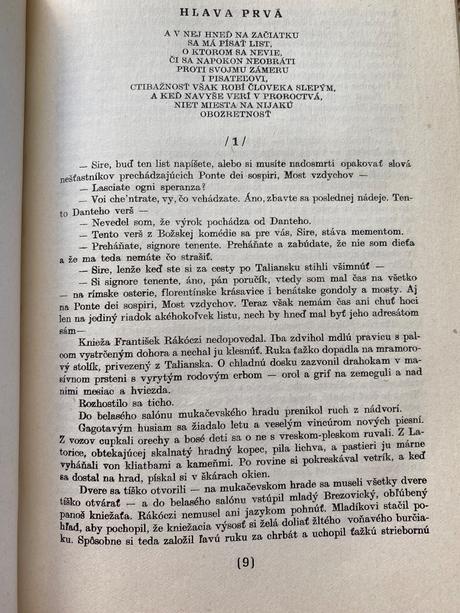 HLAVA PRVÁ
A V NEJ HNEĎ NA ZAČIATKU
SA MÁ PÍSAŤ LIST,
O KTOROM SA NEVIE,
ČI SA NAPOKON NEOBRÁTI
PROTI SVOJMU ZÁMERU
I PISATEĽOVI,
CTIBAŽNOSŤ VŠAK ROBÍ ČLOVEKA SLEPÝM,
A KEĎ NAVYŠE VERÍ V PROROCTVÁ,
NIET MIESTA NA NIJAKÚ
OBOZRETNOSŤ
/1/
— Sire, buď ten list napíšete, alebo si musíte nadosmrti opakovať slová
nešťastníkov prechádzajúcich Ponte dei sospiri, Most vzdychov —
— Lasciate ogni speranza?
— Voi che'ntrate, vy, čo vchádzate. Áno, zbavte sa poslednej nádeje. Ten-
to Danteho verš —
— Nevedel som, že výrok pochádza od Danteho.
— Tento verš z Božskej komédie sa pre vás, Sire, stáva mementom.
— Preháňate, signore tenente. Preháňate a zabúdate, že nie som dieťa
a že ma teda nemáte čo strašiť.
— Sire, lenže keď ste si za cesty po Taliansku stihli všimnúť —
— Si signore tenente, áno, pán poručík, vtedy som mal čas na všetko
— na rímske osterie, florentínske krásavice i benátske gondoly a mosty. Aj
na Ponte dei sospiri, Most vzdychov. Teraz však nemám čas ani chuť hoci
len na jediný riadok akéhokoľvek listu, nech by hneď mal byť jeho adresátom
sám—
Knieža František Rákóczi nedopovedal. Iba zdvihol mdlú pravicu s pal-
com vystrčeným dohora a nechal ju klesnúť. Ruka ťažko dopadla na mramoro-
vý stolík, privezený z Talianska. O chladnú dosku zazvonil drahokam v ma-
sívnom prsteni s vyrytým rodovým erbom — orol a grif na zemeguli a nad
nimi mesiac a hviezda.
Rozhostilo sa ticho.
Do belasého salónu mukačevského hradu prenikol ruch z nádvorí.
Gagotavým husiam sa žiadalo letu a veselým vincúrom nových piesní.
Z vozov cupkali orechy a bosé deti sa o ne s vreskom-pleskom ruvali. Z La-
torice, obtekajúcej skalnatý hradný kopec, pila lichva, a pastieri ju márne
vyháňali von kliatbami a kameňmi. Po rovine si pokreskával vetrík, a keď
sa dostal na hrad, pískal si v škárach okien.
Dvere sa tíško otvorili — na mukačevskom hrade sa museli všetky dvere
tíško otvárať — a do belasého salónu vstúpil mladý Brezovický, obľúbený
panoš kniežaťa. Rákóczi nemusel ani jazykom pohnúť. Mladíkovi stačil po-
hľad, aby pochopil, že kniežacia výsosť si želá doliať žltého voňavého burčia-
ku. Spôsobne si teda založil ľavú ruku za chrbát a uchopil ťažkú striebornú
(9)